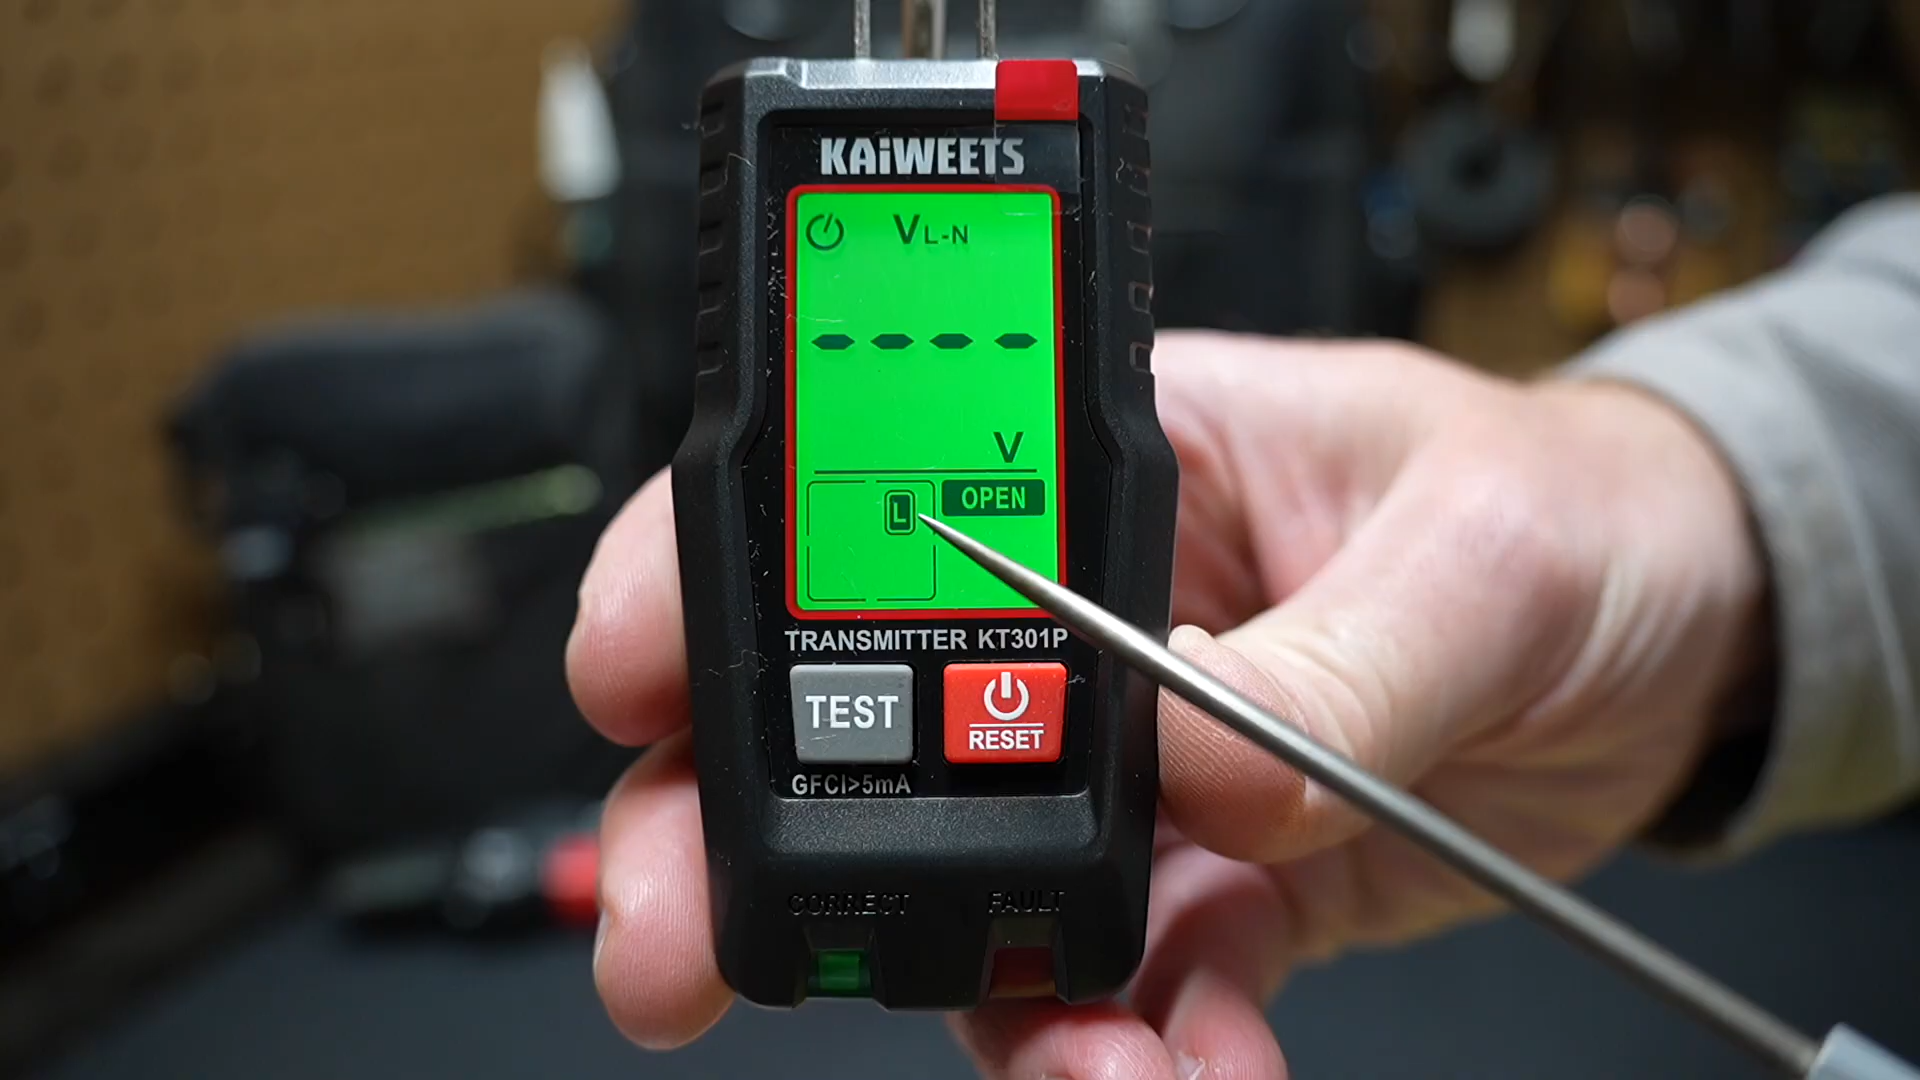 KAiWEETS
VL-N
- - - -
V
L OPEN
TRANSMITTER KT301P
TEST
RESET
GFCI>5mA
CORRECT FAULT